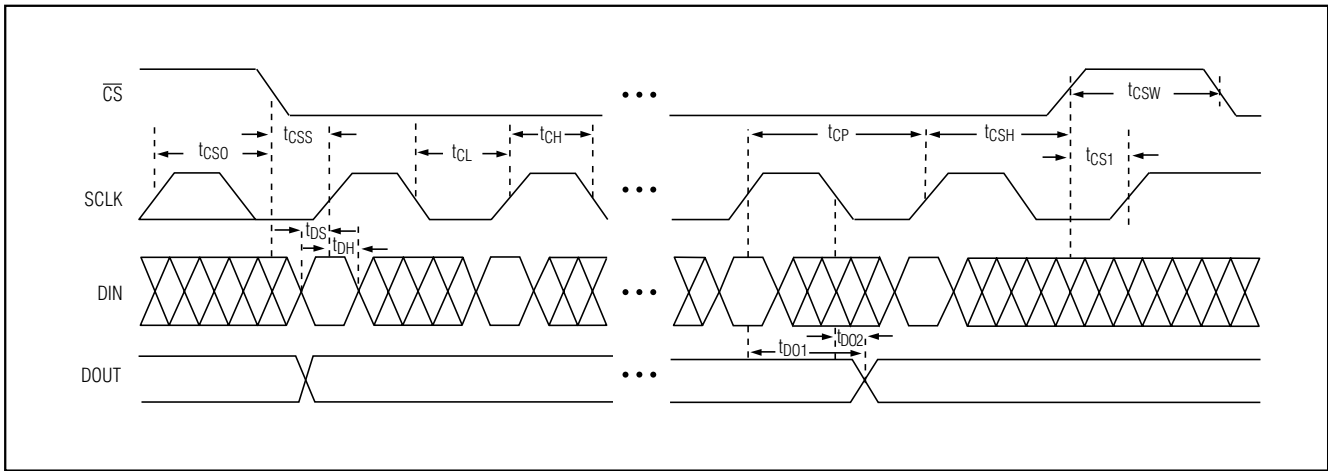 CS
•••
tCSW
tCSS
tCH
tCP
tCSH
tCSO
tCL
tCS1
SCLK
•••
tDS
tDH
DIN
•••
tDO2
tDO1
DOUT
•••